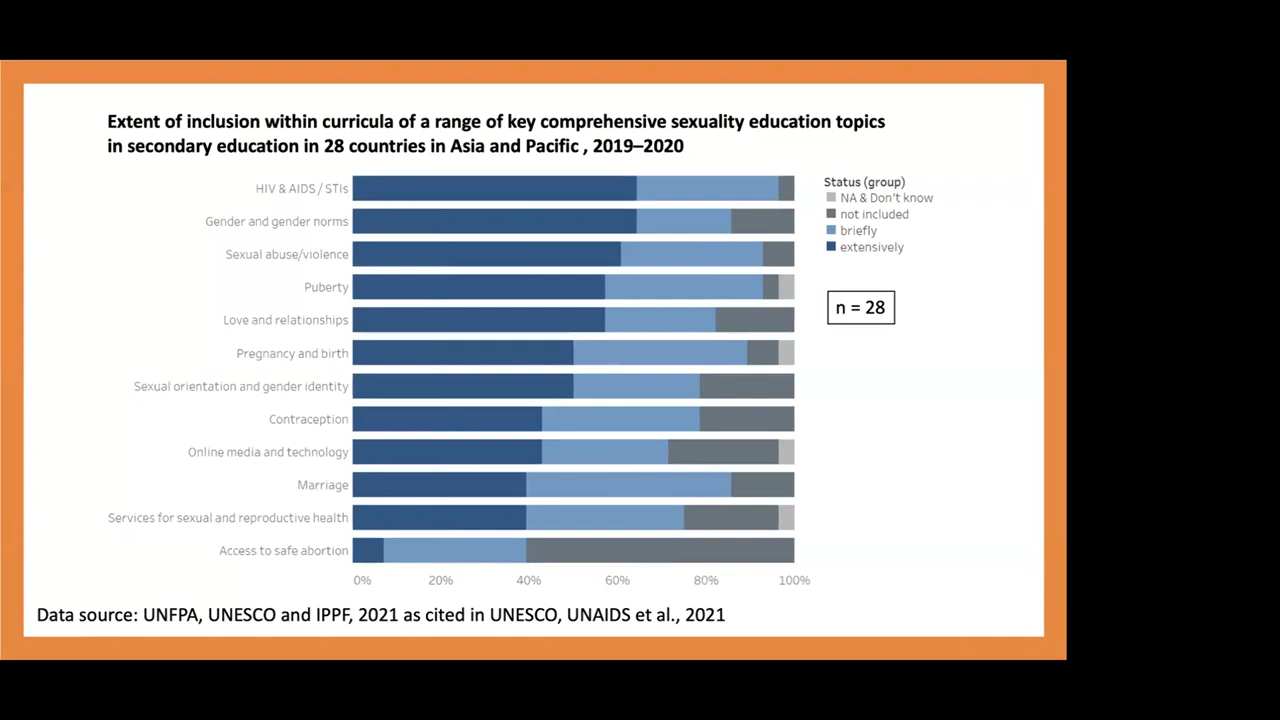 Extent of inclusion within curricula of a range of key comprehensive sexuality education topics
in secondary education in 28 countries in Asia and Pacific , 2019–2020
HIV & AIDS / STIs
Gender and gender norms
Sexual abuse/violence
Puberty
Love and relationships
Pregnancy and birth
Sexual orientation and gender identity
Contraception
Online media and technology
Marriage
Services for sexual and reproductive health
Access to safe abortion
0% 20% 40% 60% 80% 100%
Status (group)
NA & Don't know
not included
briefly
extensively
n = 28
Data source: UNFPA, UNESCO and IPPF, 2021 as cited in UNESCO, UNAIDS et al., 2021